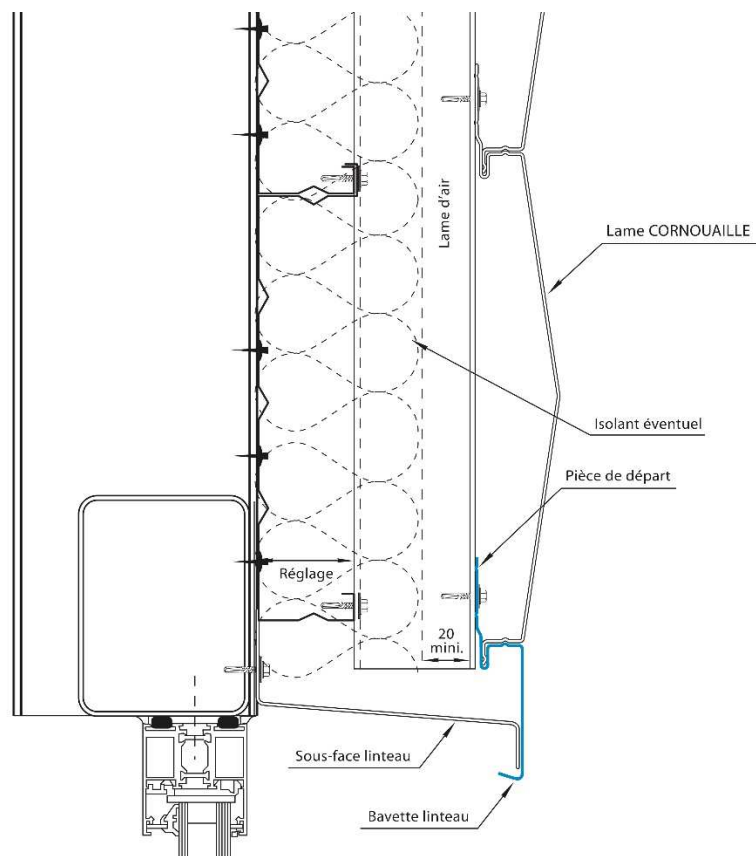 Lame d'air
Lame CORNOUAILLE
Isolant éventuel
Pièce de départ
Réglage
20
mini.
Sous-face linteau
Bavette linteau